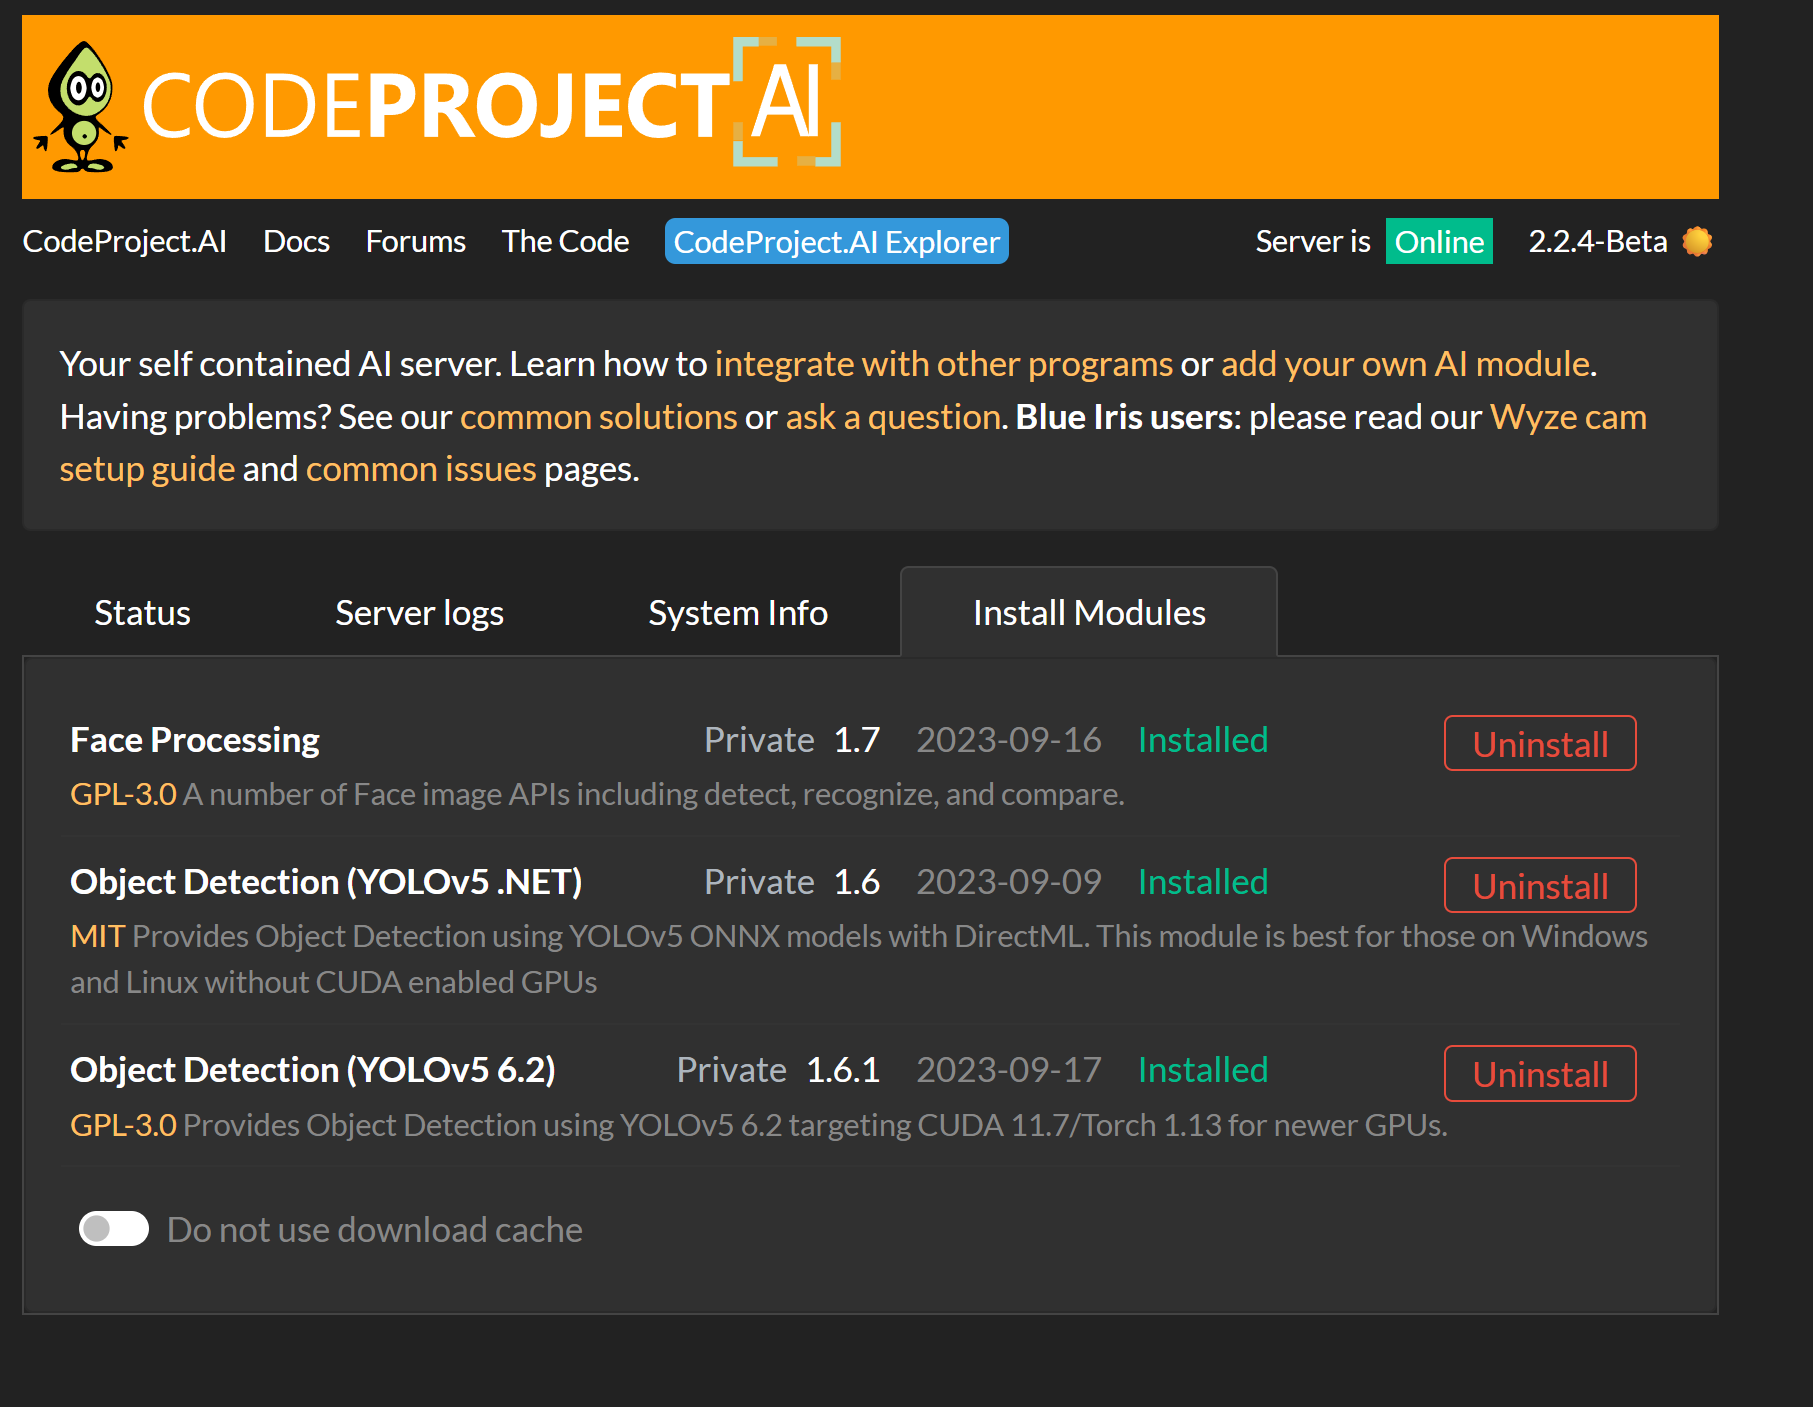 CODEPROJECT AI
CodeProject.AI Docs Forums The Code CodeProject.AI Explorer Server is Online 2.2.4-Beta
Your self contained AI server. Learn how to integrate with other programs or add your own AI module.
Having problems? See our common solutions or ask a question. Blue Iris users: please read our Wyze cam
setup guide and common issues pages.
Status Server logs System Info Install Modules
Face Processing Private 1.7 2023-09-16 Installed Uninstall
GPL-3.0 A number of Face image APIs including detect, recognize, and compare.
Object Detection (YOLOv5 .NET) Private 1.6 2023-09-09 Installed Uninstall
MIT Provides Object Detection using YOLOv5 ONNX models with DirectML. This module is best for those on Windows
and Linux without CUDA enabled GPUs
Object Detection (YOLOv5 6.2) Private 1.6.1 2023-09-17 Installed Uninstall
GPL-3.0 Provides Object Detection using YOLOv5 6.2 targeting CUDA 11.7/Torch 1.13 for newer GPUs.
Do not use download cache